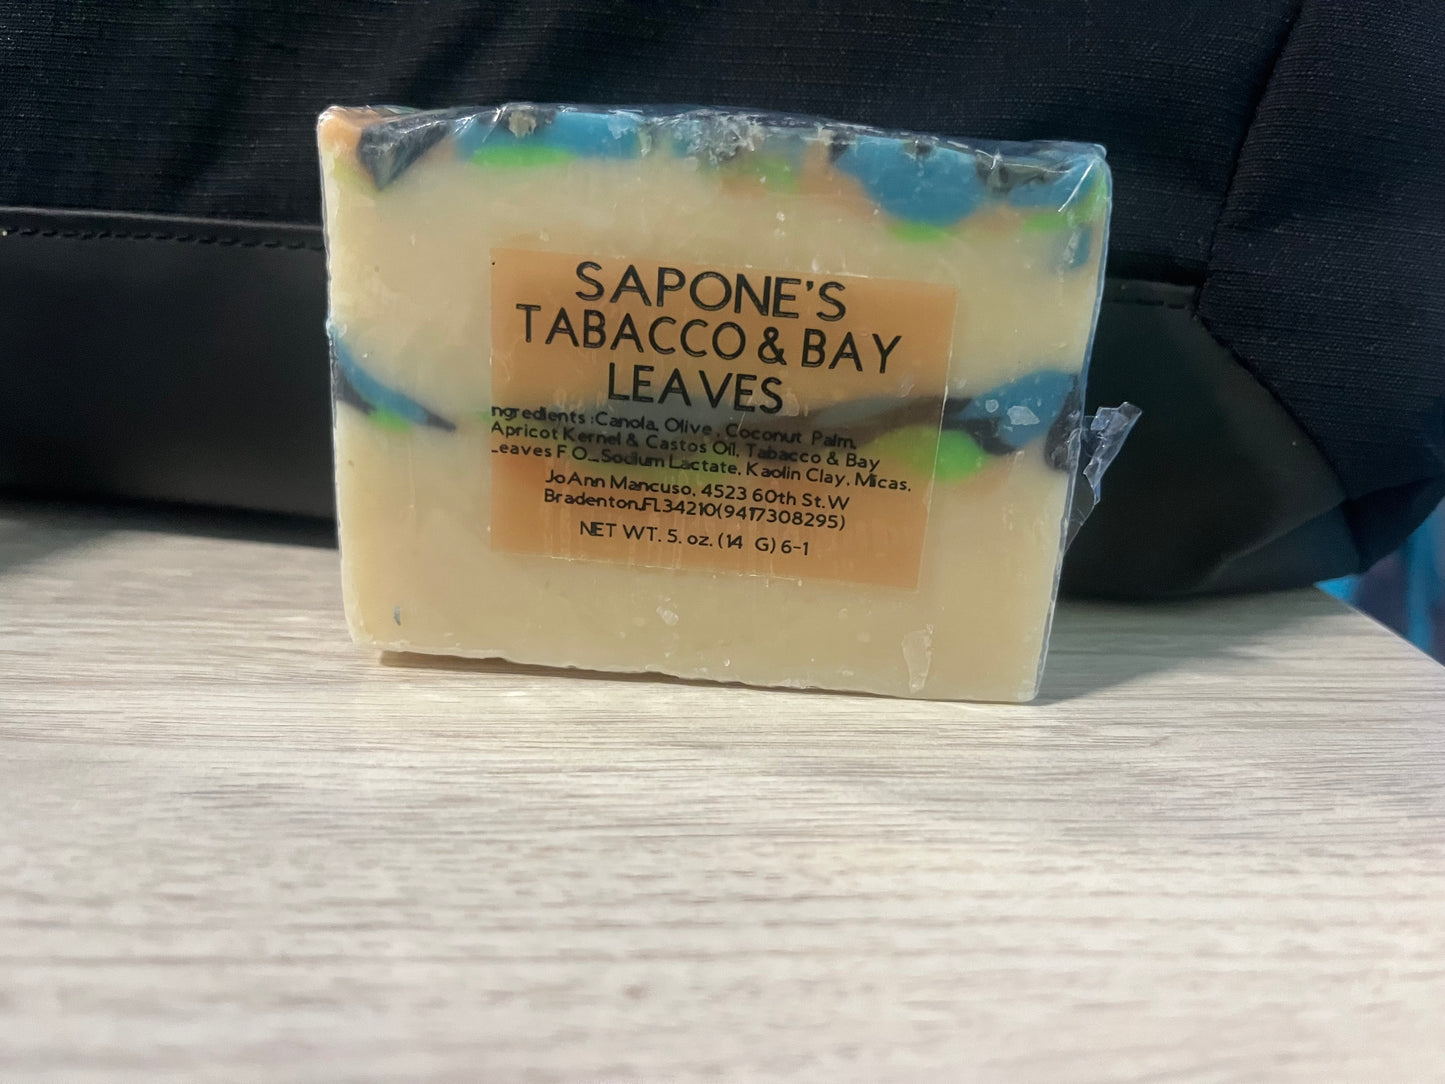 SAPONE'S
TABACCO & BAY
LEAVES
ngredients :Canola, Olive, Coconut Palm,
Apricot Kernel & Castos Oil, Tabacco & Bay
Leaves F O... Sodium Lactate, Kaolin Clay, Micas,
JoAnn Mancuso, 4523 60th St.W
Bradenton,FL34210(9417308295)
NET WT. 5. oz. (14 G) 6-1